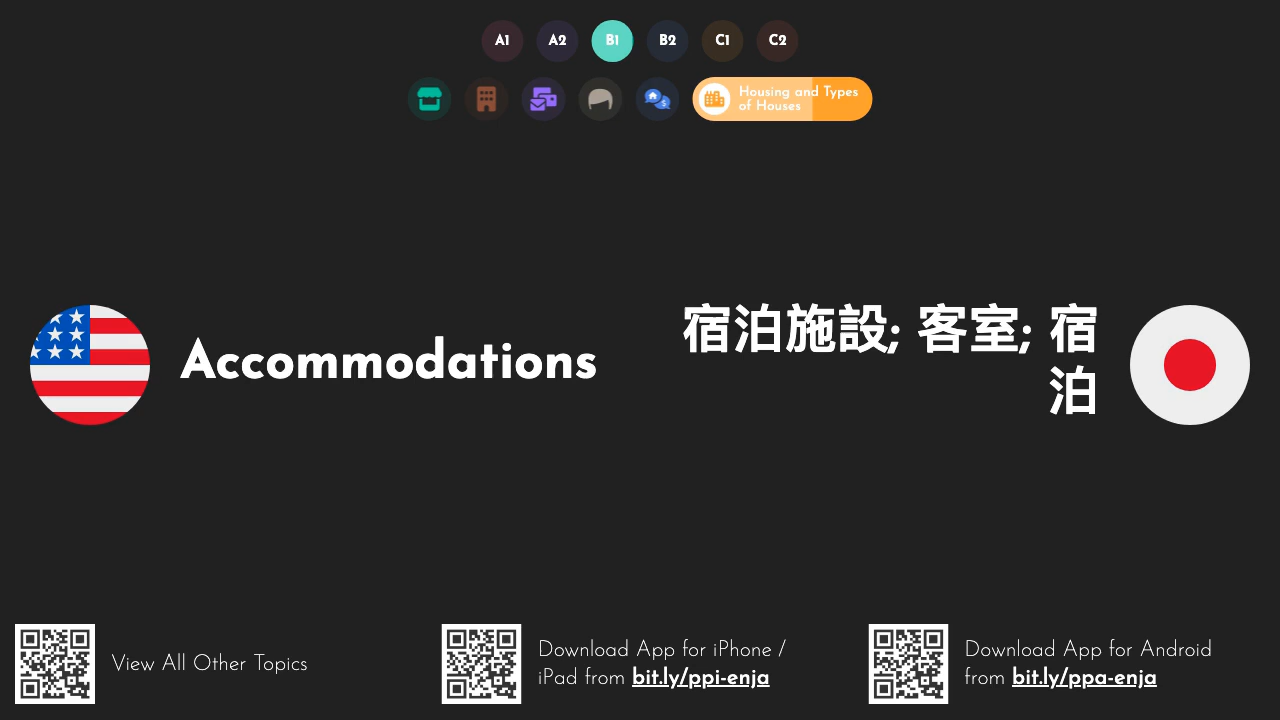 A1 A2 B1 B2 C1 C2
Housing and Types
of Houses
Accommodations
宿泊施設; 客室; 宿
泊
View All Other Topics
Download App for iPhone /
iPad from bit.ly/ppi-enja
Download App for Android
from bit.ly/ppa-enja